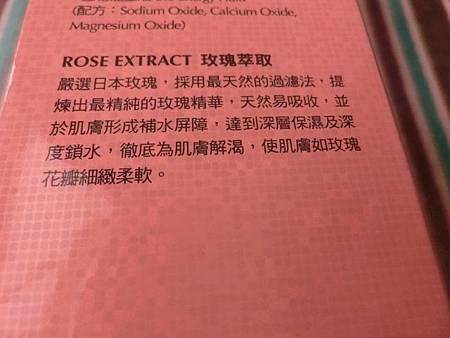 (配方：Sodium Oxide, Calcium Oxide,
Magnesium Oxide)
ROSE EXTRACT 玫瑰萃取
嚴選日本玫瑰，採用最天然的過濾法，提
煉出最精純的玫瑰精華，天然易吸收，並
於肌膚形成補水屏障，達到深層保濕及深
度鎖水，徹底為肌膚解渴，使肌膚如玫瑰
花瓣細緻柔軟。